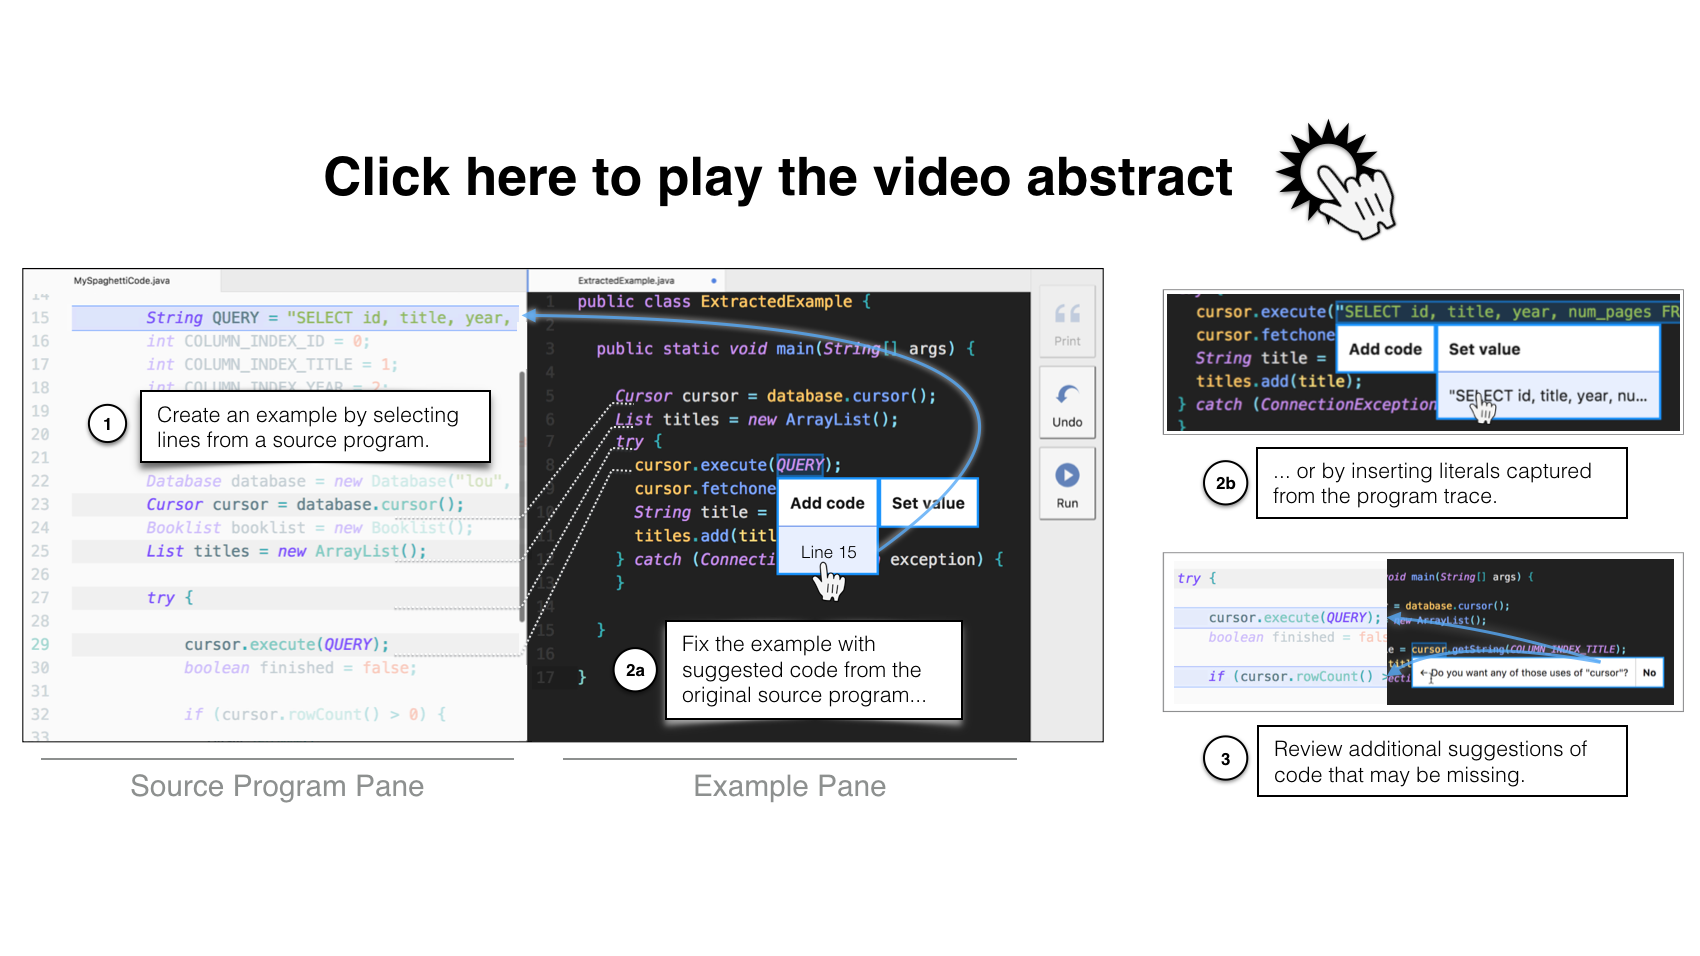 Click here to play the video abstract
MySpaghettiCode.java
14
15 String QUERY = "SELECT id, title, year,
16 int COLUMN_INDEX_ID = 0;
17 int COLUMN_INDEX_TITLE = 1;
18 int COLUMN_INDEX_YEAR = 2;
19
20
21
22 Database database = new Database("lou",
23 Cursor cursor = database.cursor();
24 Booklist booklist = new Booklist();
25 List titles = new ArrayList();
26
27 try {
28
29 cursor.execute(QUERY);
30 boolean finished = false;
31
32 if (cursor.rowCount() > 0) {
33
1
Create an example by selecting
lines from a source program.
Source Program Pane
ExtractedExample.java
1 public class ExtractedExample {
2
3 public static void main(String[] args) {
4
5 Cursor cursor = database.cursor();
6 List titles = new ArrayList();
7 try {
8 cursor.execute(QUERY);
9 cursor.fetchone
10 String title =
11 titles.add(titl
12 } catch (Connecti exception) {
13 }
14
15 }
16
17 }
Add code
Set value
Line 15
2a
Fix the example with
suggested code from the
original source program...
Example Pane
Print
Undo
Run
cursor.execute("SELECT id, title, year, num_pages FR
cursor.fetchone
String title =
titles.add(title);
} catch (ConnectionException
}
Add code
Set value
"SELECT id, title, year, nu...
2b
... or by inserting literals captured
from the program trace.
try {
cursor.execute(QUERY);
boolean finished = fals
if (cursor.rowCount() >
oid main(String[] args) {
= database.cursor();
new ArrayList();
e = cursor.getString(COLUMN_INDEX_TITLE);
titl
ecti
←Do you want any of those uses of "cursor"?
No
3
Review additional suggestions of
code that may be missing.